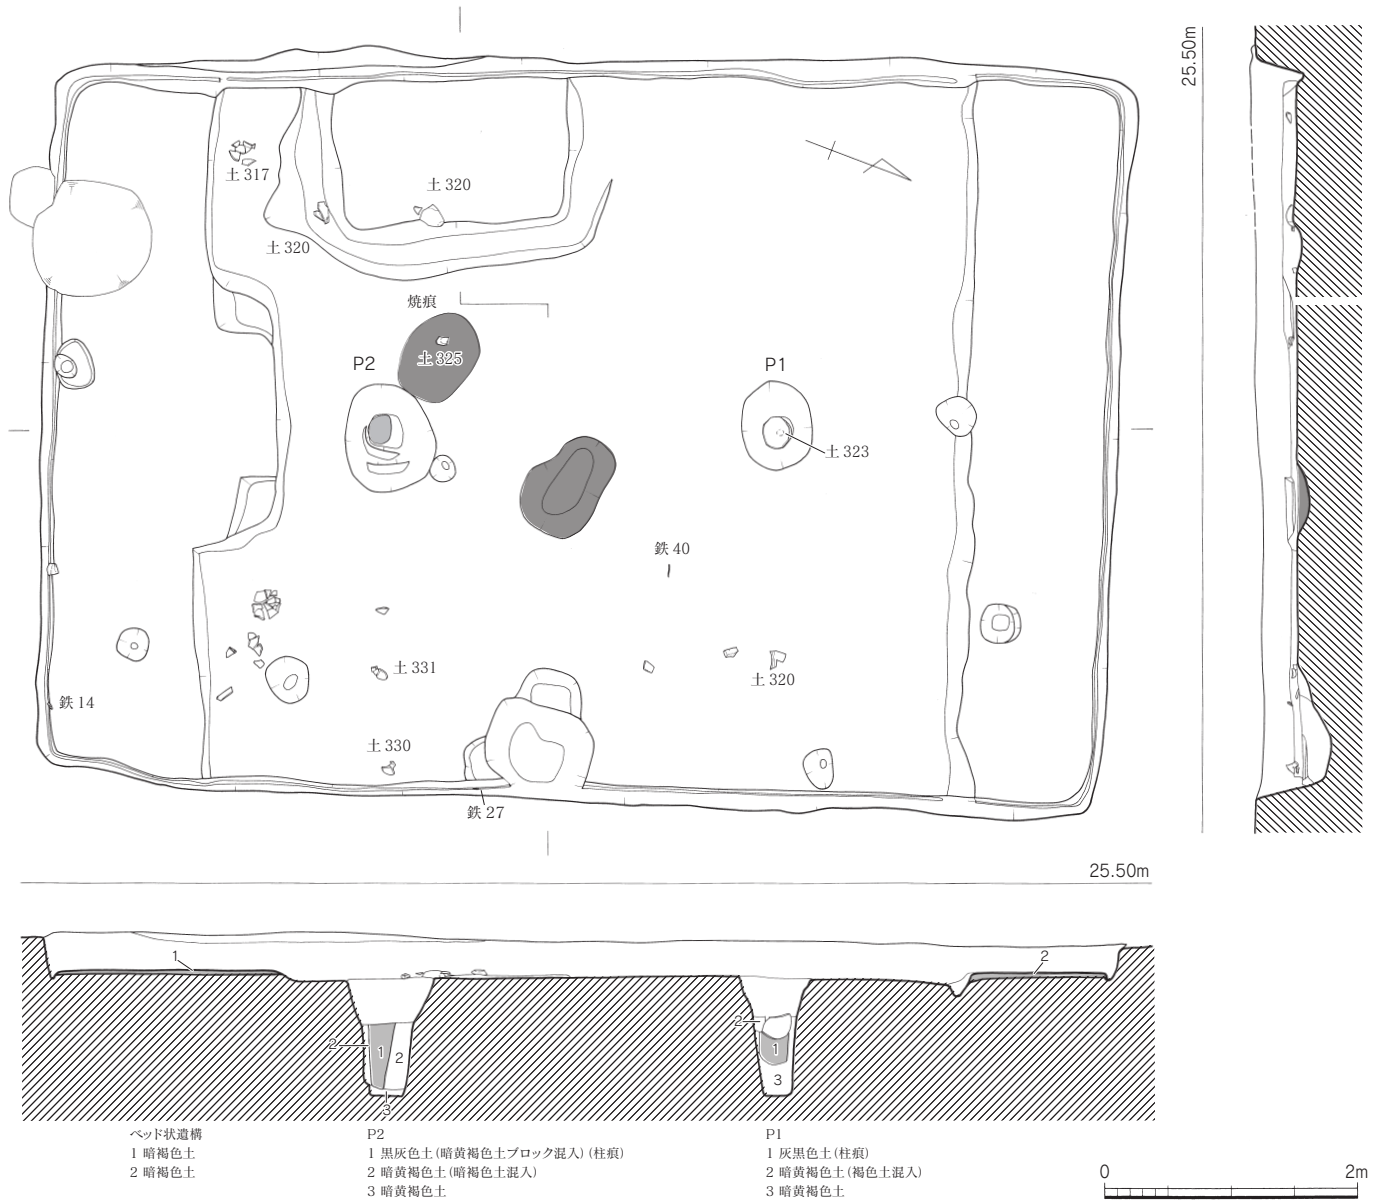 25.50m
土 317
土 320
土 320
焼痕
土 325
P2
P1
土 323
鉄 40
土 331
土 320
鉄 14
土 330
鉄 27
25.50m
1
2
2
1
2
3
2
1
3
ベッド状遺構
1 暗褐色土
2 暗褐色土
P2
1 黒灰色土(暗黄褐色土ブロック混入)(柱痕)
2 暗黄褐色土(暗褐色土混入)
3 暗黄褐色土
P1
1 灰黒色土(柱痕)
2 暗黄褐色土(褐色土混入)
3 暗黄褐色土
0 2m